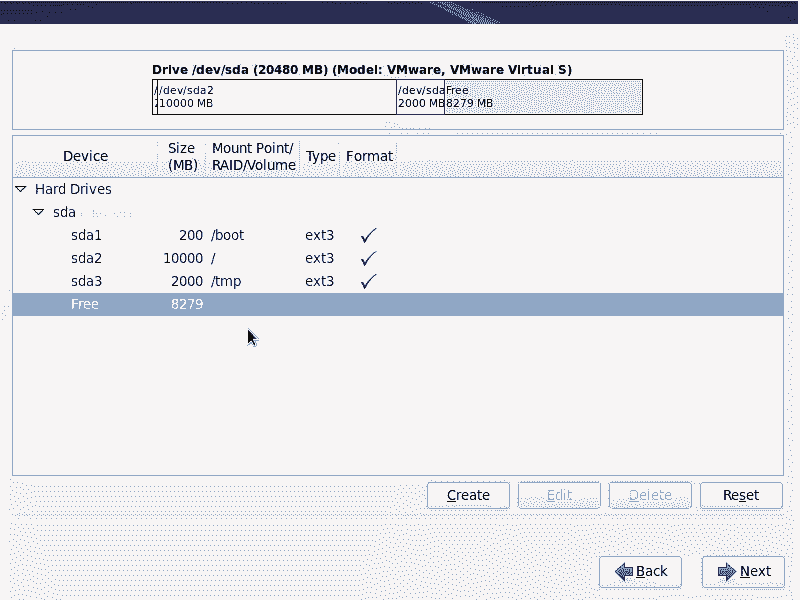 Drive /dev/sda (20480 MB) (Model: VMware, VMware Virtual S)
/dev/sda2 /dev/sda Free
10000 MB 2000 MB 8279 MB
Device Size (MB) Mount Point/ RAID/Volume Type Format
Hard Drives
sda
sda1 200 /boot ext3
sda2 10000 / ext3
sda3 2000 /tmp ext3
Free 8279
Create Edit Delete Reset
Back Next